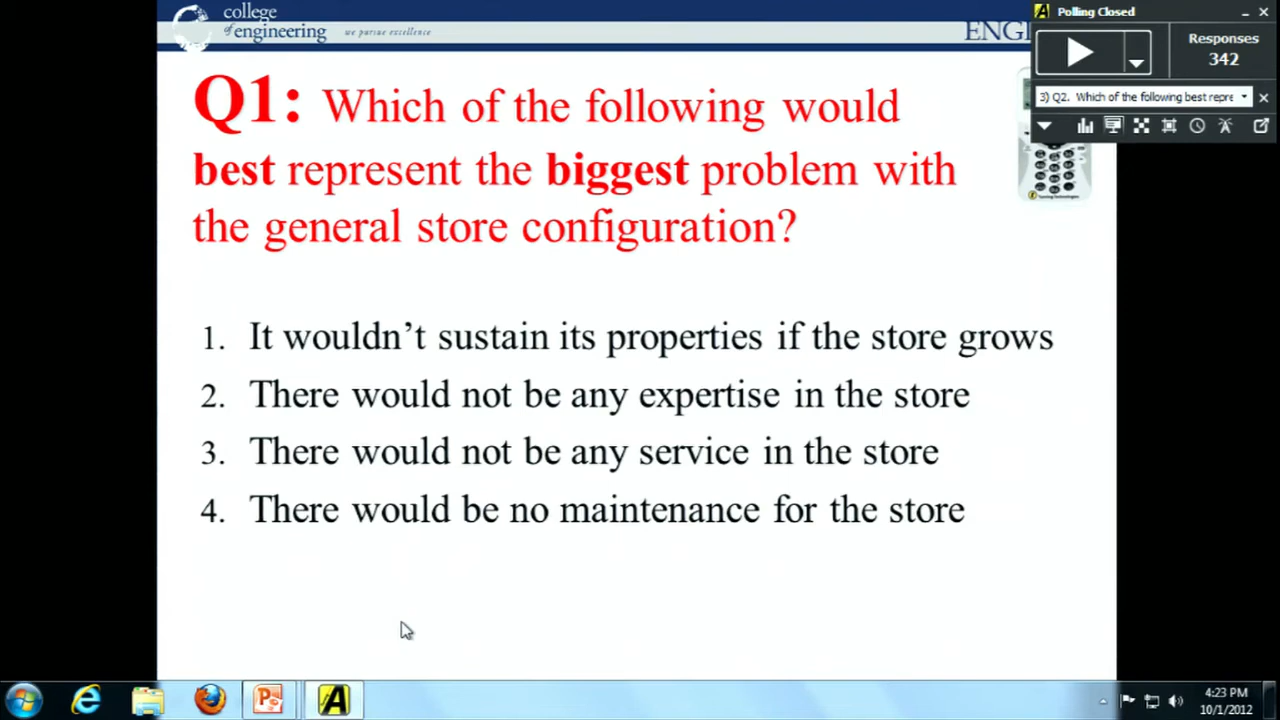 college
of engineering we pursue excellence
ENGI
Polling Closed
Responses
342
3) Q2. Which of the following best repre
Q1: Which of the following would
best represent the biggest problem with
the general store configuration?
1. It wouldn't sustain its properties if the store grows
2. There would not be any expertise in the store
3. There would not be any service in the store
4. There would be no maintenance for the store
4:23 PM
10/1/2012